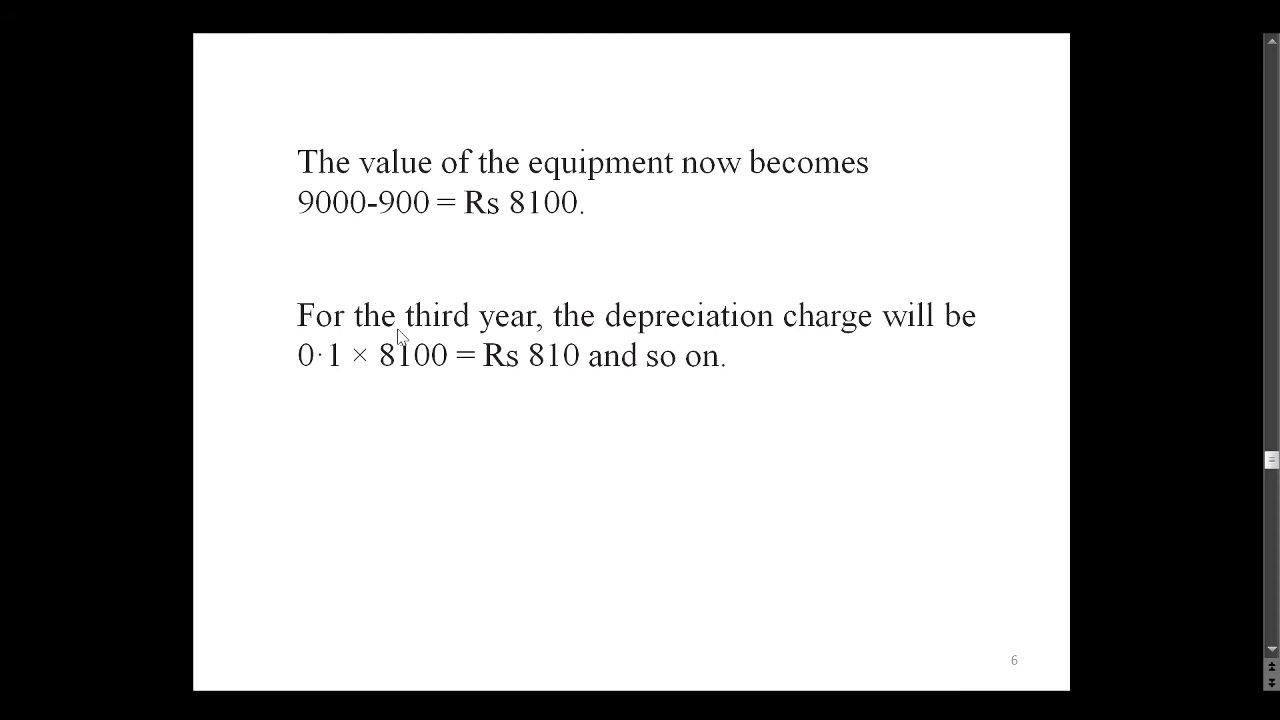 The value of the equipment now becomes
9000-900 = Rs 8100.
For the third year, the depreciation charge will be
0·1 × 8100 = Rs 810 and so on.
6